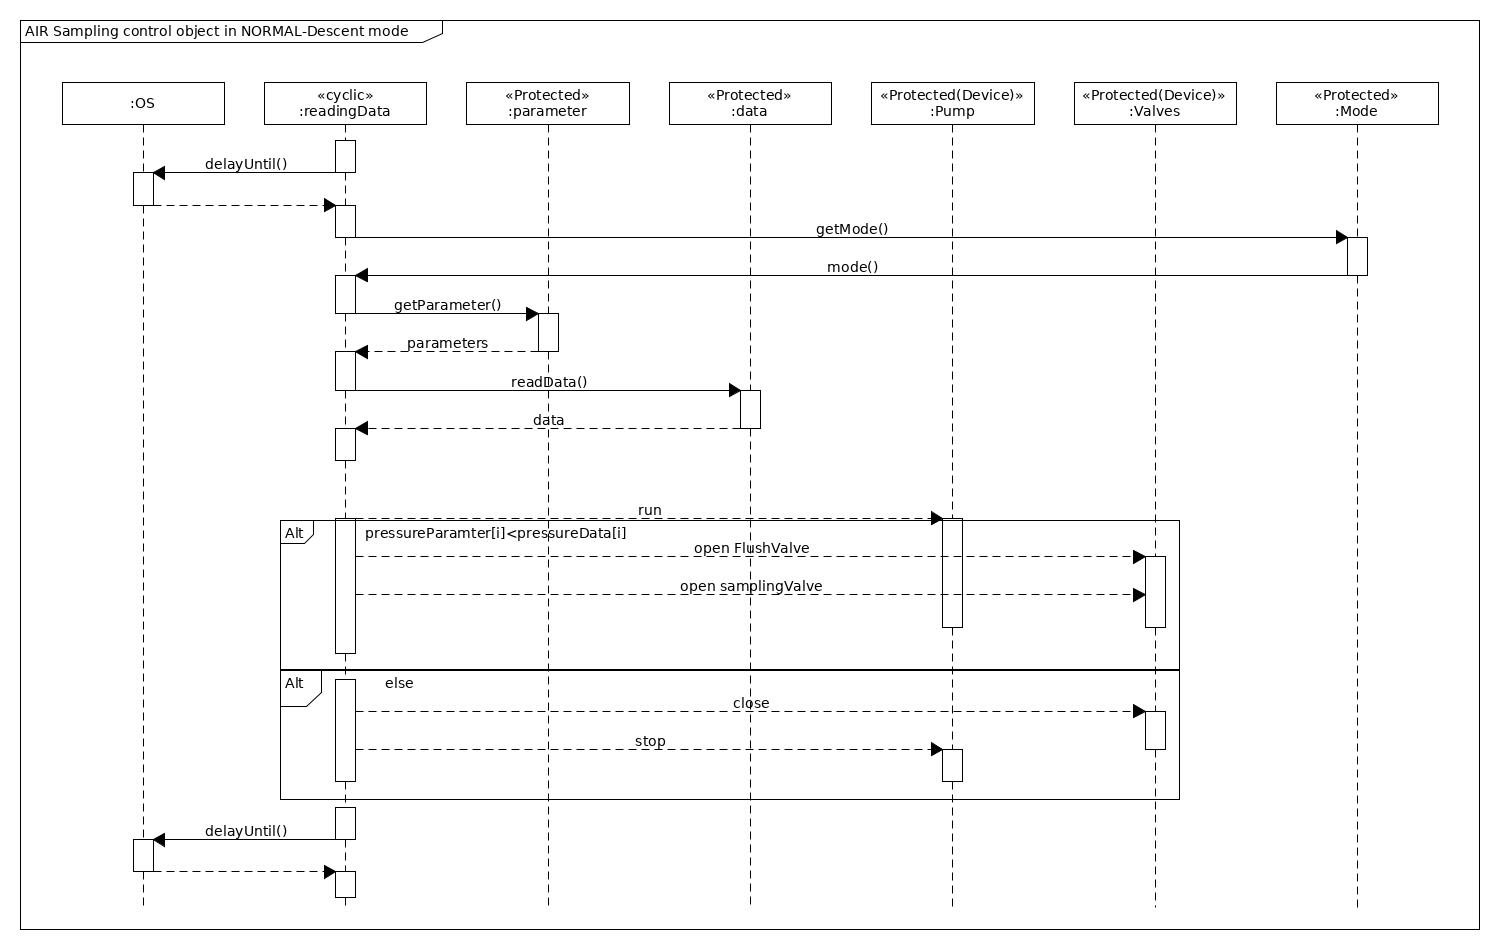 AIR Sampling control object in NORMAL-Descent mode
:OS
«cyclic»
:readingData
«Protected»
:parameter
«Protected»
:data
«Protected(Device)»
:Pump
«Protected(Device)»
:Valves
«Protected»
:Mode
delayUntil()
getMode()
mode()
getParameter()
parameters
readData()
data
run
Alt
pressureParamter[i]<pressureData[i]
open FlushValve
open samplingValve
Alt
else
close
stop
delayUntil()